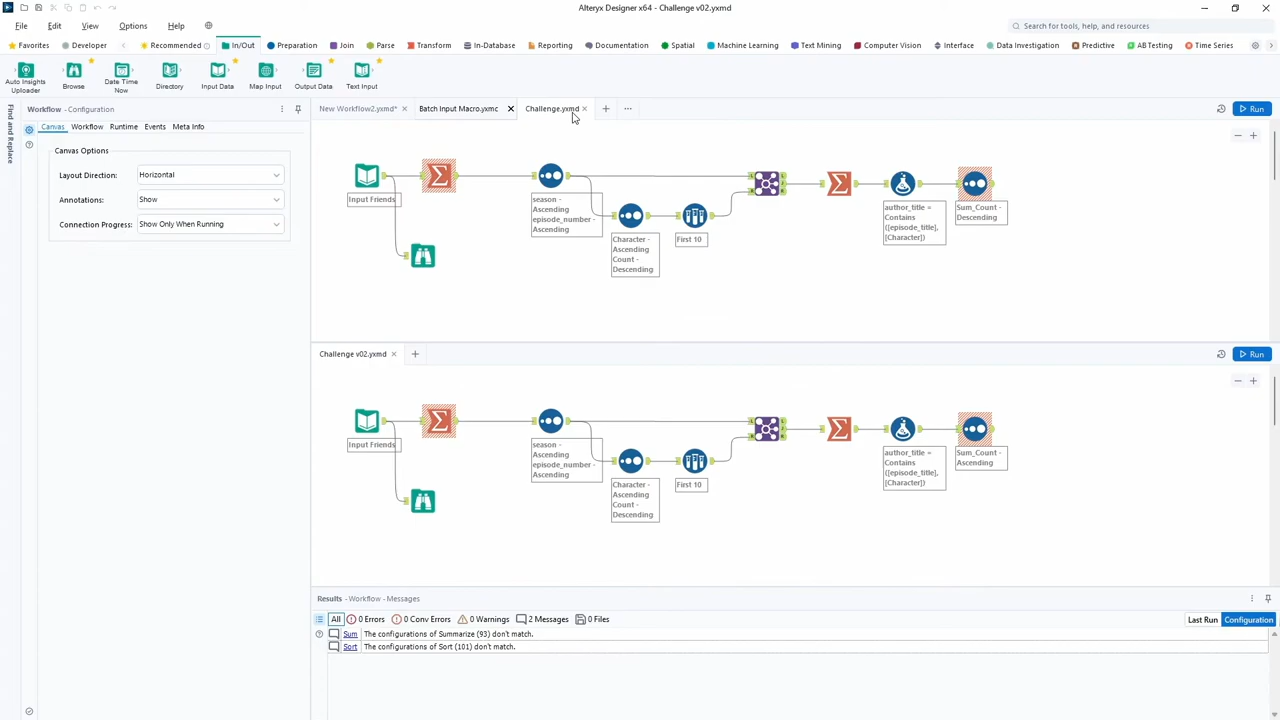 Alteryx Designer x64 - Challenge v02.yxmd
File Edit View Options Help
Search for tools, help, and resources
Favorites Developer Recommended In/Out Preparation Join Parse Transform In-Database Reporting Documentation Spatial Machine Learning Text Mining Computer Vision Interface Data Investigation Predictive AB Testing Time Series
Auto Insights
Uploader
Browse
Date Time
Now
Directory
Input Data
Map Input
Output Data
Text Input
Find and Replace
Workflow - Configuration
Canvas Workflow Runtime Events Meta Info
Canvas Options
Layout Direction: Horizontal
Annotations: Show
Connection Progress: Show Only When Running
New Workflow2.yxmd* Batch Input Macro.yxmc Challenge.yxmd
Run
Input Friends
season -
Ascending
episode_number -
Ascending
Character -
Ascending
Count -
Descending
First 10
L
R
L
J
R
author_title =
Contains
([episode_title],
[Character])
Sum_Count -
Descending
Challenge v02.yxmd
Run
Input Friends
season -
Ascending
episode_number -
Ascending
Character -
Ascending
Count -
Descending
First 10
L
R
L
J
R
author_title =
Contains
([episode_title],
[Character])
Sum_Count -
Ascending
Results - Workflow - Messages
All 0 Errors 0 Conv Errors 0 Warnings 2 Messages 0 Files
Last Run Configuration
Sum The configurations of Summarize (93) don't match.
Sort The configurations of Sort (101) don't match.